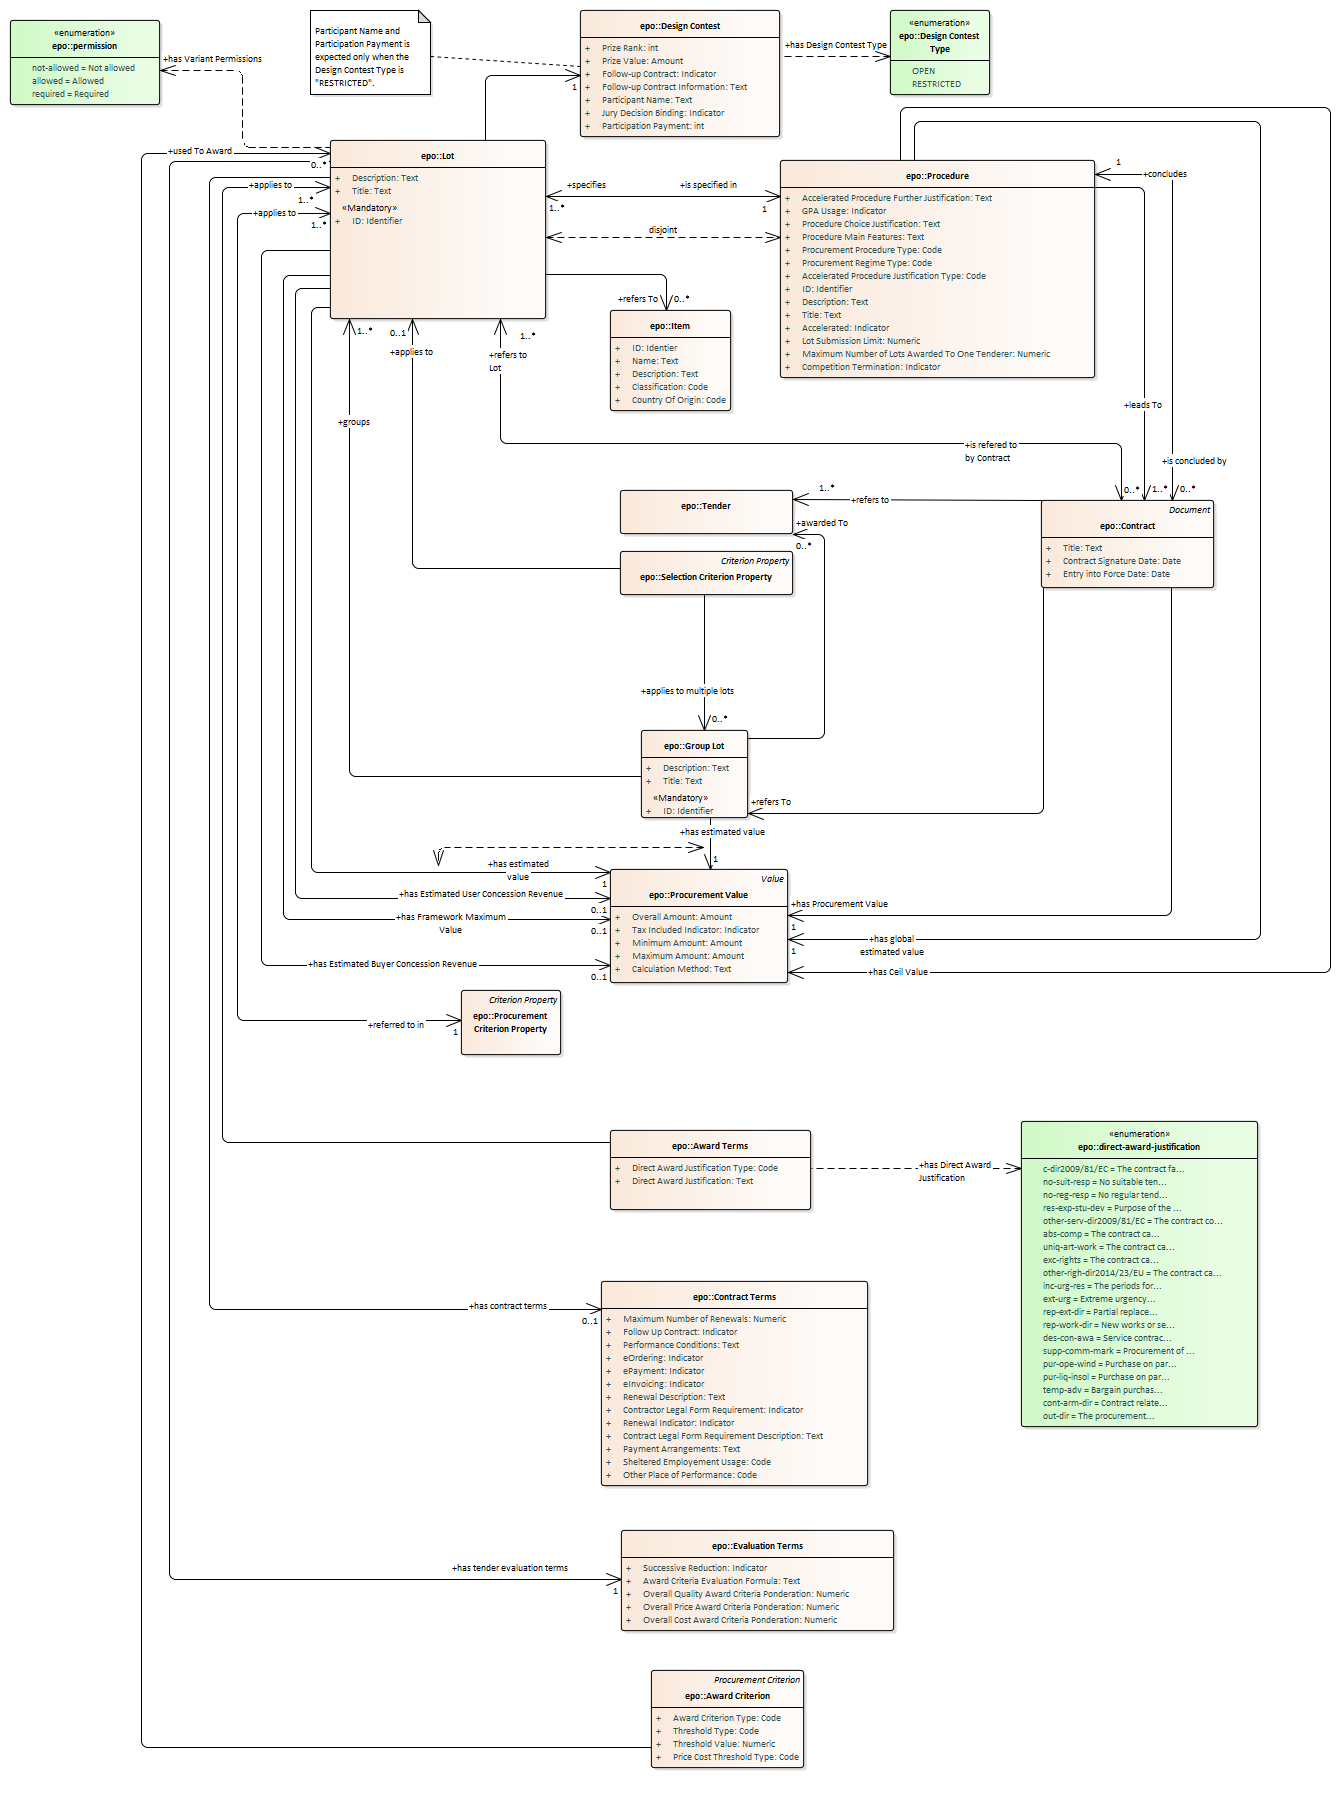 «enumeration»
epo::permission
not-allowed = Not allowed
allowed = Allowed
required = Required
+has Variant Permissions
Participant Name and
Participation Payment is
expected only when the
Design Contest Type is
"RESTRICTED".
epo::Design Contest
+ Prize Rank: int
+ Prize Value: Amount
+ Follow-up Contract: Indicator
+ Follow-up Contract Information: Text
+ Participant Name: Text
+ Jury Decision Binding: Indicator
+ Participation Payment: int
1
+has Design Contest Type
«enumeration»
epo::Design Contest
Type
OPEN
RESTRICTED
+used To Award
0..*
+applies to
1..*
+applies to
1..*
epo::Lot
+ Description: Text
+ Title: Text
«Mandatory»
+ ID: Identifier
+specifies
+is specified in
1..*
1
disjoint
epo::Procedure
+ Accelerated Procedure Further Justification: Text
+ GPA Usage: Indicator
+ Procedure Choice Justification: Text
+ Procedure Main Features: Text
+ Procurement Procedure Type: Code
+ Procurement Regime Type: Code
+ Accelerated Procedure Justification Type: Code
+ ID: Identifier
+ Description: Text
+ Title: Text
+ Accelerated: Indicator
+ Lot Submission Limit: Numeric
+ Maximum Number of Lots Awarded To One Tenderer: Numeric
+ Competition Termination: Indicator
1
+concludes
+refers To
0..*
epo::Item
+ ID: Identier
+ Name: Text
+ Description: Text
+ Classification: Code
+ Country Of Origin: Code
1..*
0..1
+applies to
1..*
+refers to
Lot
+groups
+leads To
+is refered to
by Contract
+is concluded by
0..*
1..*
0..*
epo::Tender
1..*
+refers to
+awarded To
0..*
Document
epo::Contract
+ Title: Text
+ Contract Signature Date: Date
+ Entry into Force Date: Date
Criterion Property
epo::Selection Criterion Property
+applies to multiple lots
0..*
epo::Group Lot
+ Description: Text
+ Title: Text
«Mandatory»
+ ID: Identifier
+refers To
+has estimated value
1
+has estimated
value
1
+has Estimated User Concession Revenue
0..1
+has Framework Maximum
Value
0..1
+has Estimated Buyer Concession Revenue
0..1
Value
epo::Procurement Value
+ Overall Amount: Amount
+ Tax Included Indicator: Indicator
+ Minimum Amount: Amount
+ Maximum Amount: Amount
+ Calculation Method: Text
+has Procurement Value
1
+has global
estimated value
1
+has Ceil Value
Criterion Property
epo::Procurement
Criterion Property
+referred to in
1
epo::Award Terms
+ Direct Award Justification Type: Code
+ Direct Award Justification: Text
+has Direct Award
Justification
«enumeration»
epo::direct-award-justification
c-dir2009/81/EC = The contract fa...
no-suit-resp = No suitable ten...
no-reg-resp = No regular tend...
res-exp-stu-dev = Purpose of the ...
other-serv-dir2009/81/EC = The contract co...
abs-comp = The contract ca...
uniq-art-work = The contract ca...
exc-rights = The contract ca...
other-righ-dir2014/23/EU = The contract ca...
inc-urg-res = The periods for...
ext-urg = Extreme urgency...
rep-ext-dir = Partial replace...
rep-work-dir = New works or se...
des-con-awa = Service contrac...
supp-comm-mark = Procurement of ...
pur-ope-wind = Purchase on par...
pur-liq-insol = Purchase on par...
temp-adv = Bargain purchas...
cont-arm-dir = Contract relate...
out-dir = The procurement...
+has contract terms
0..1
epo::Contract Terms
+ Maximum Number of Renewals: Numeric
+ Follow Up Contract: Indicator
+ Performance Conditions: Text
+ eOrdering: Indicator
+ ePayment: Indicator
+ eInvoicing: Indicator
+ Renewal Description: Text
+ Contractor Legal Form Requirement: Indicator
+ Renewal Indicator: Indicator
+ Contract Legal Form Requirement Description: Text
+ Payment Arrangements: Text
+ Sheltered Employement Usage: Code
+ Other Place of Performance: Code
+has tender evaluation terms
1
epo::Evaluation Terms
+ Successive Reduction: Indicator
+ Award Criteria Evaluation Formula: Text
+ Overall Quality Award Criteria Ponderation: Numeric
+ Overall Price Award Criteria Ponderation: Numeric
+ Overall Cost Award Criteria Ponderation: Numeric
Procurement Criterion
epo::Award Criterion
+ Award Criterion Type: Code
+ Threshold Type: Code
+ Threshold Value: Numeric
+ Price Cost Threshold Type: Code